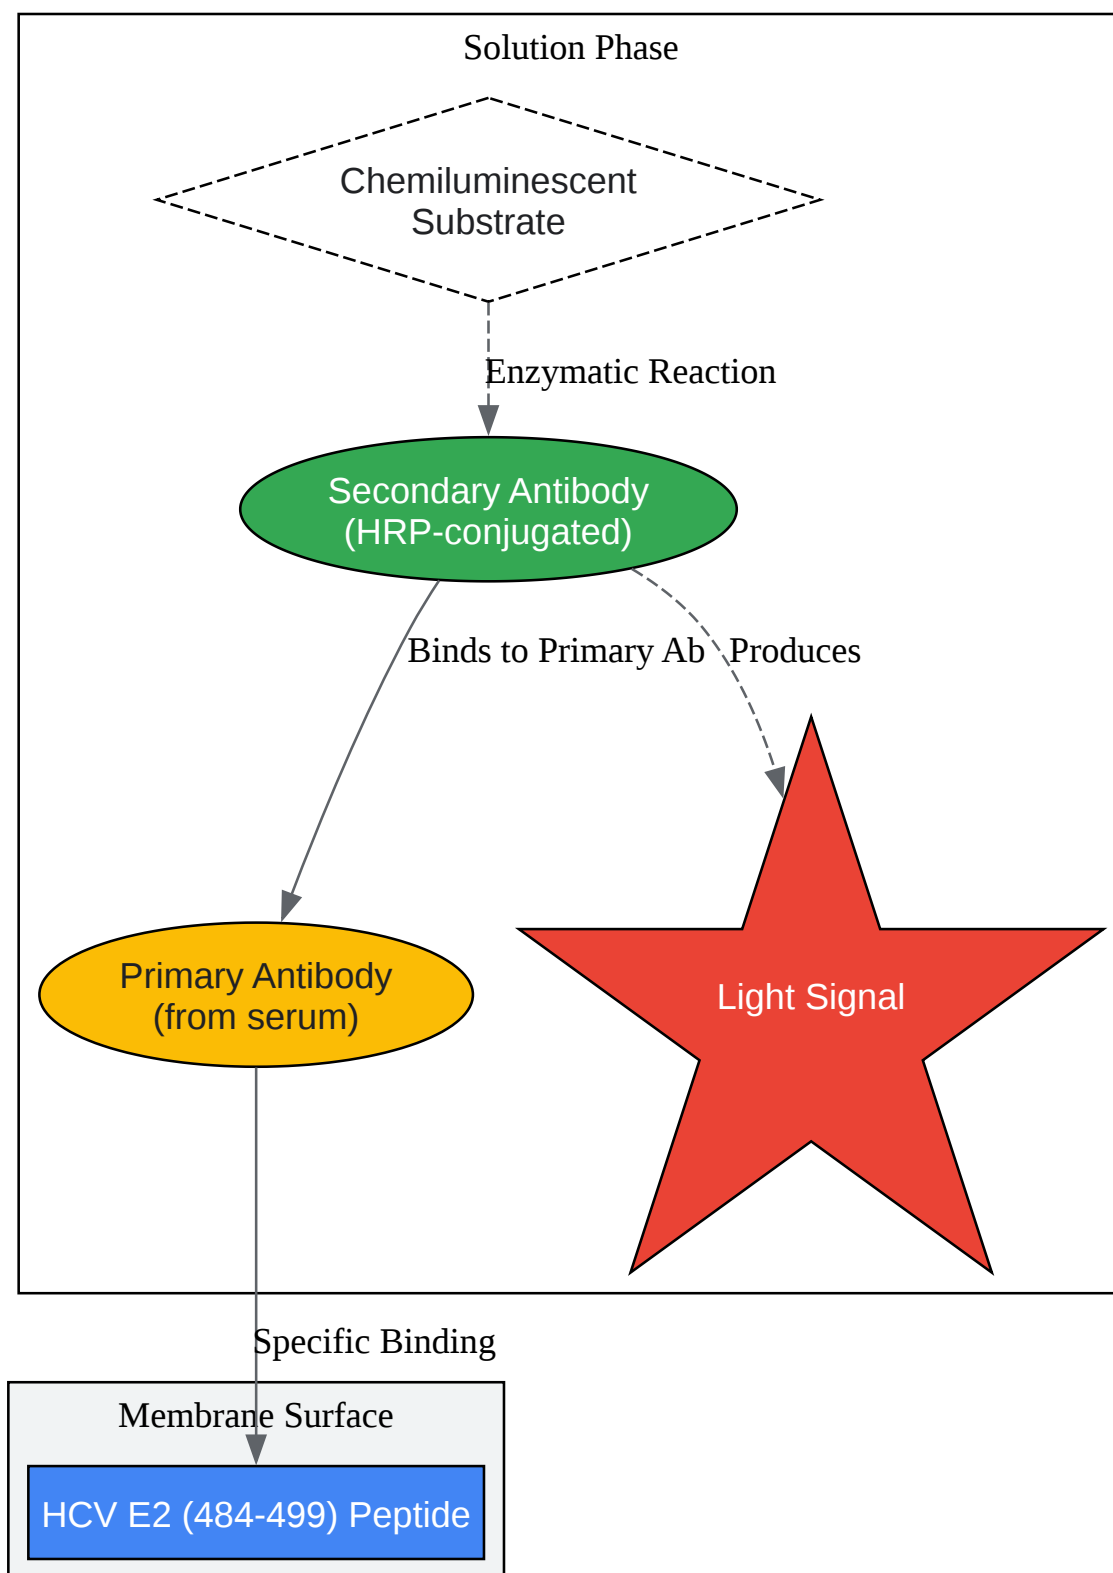 Solution Phase
Chemiluminescent
Substrate
Enzymatic Reaction
Secondary Antibody
(HRP-conjugated)
Binds to Primary Ab
Produces
Primary Antibody
(from serum)
Light Signal
Specific Binding
Membrane Surface
HCV E2 (484-499) Peptide